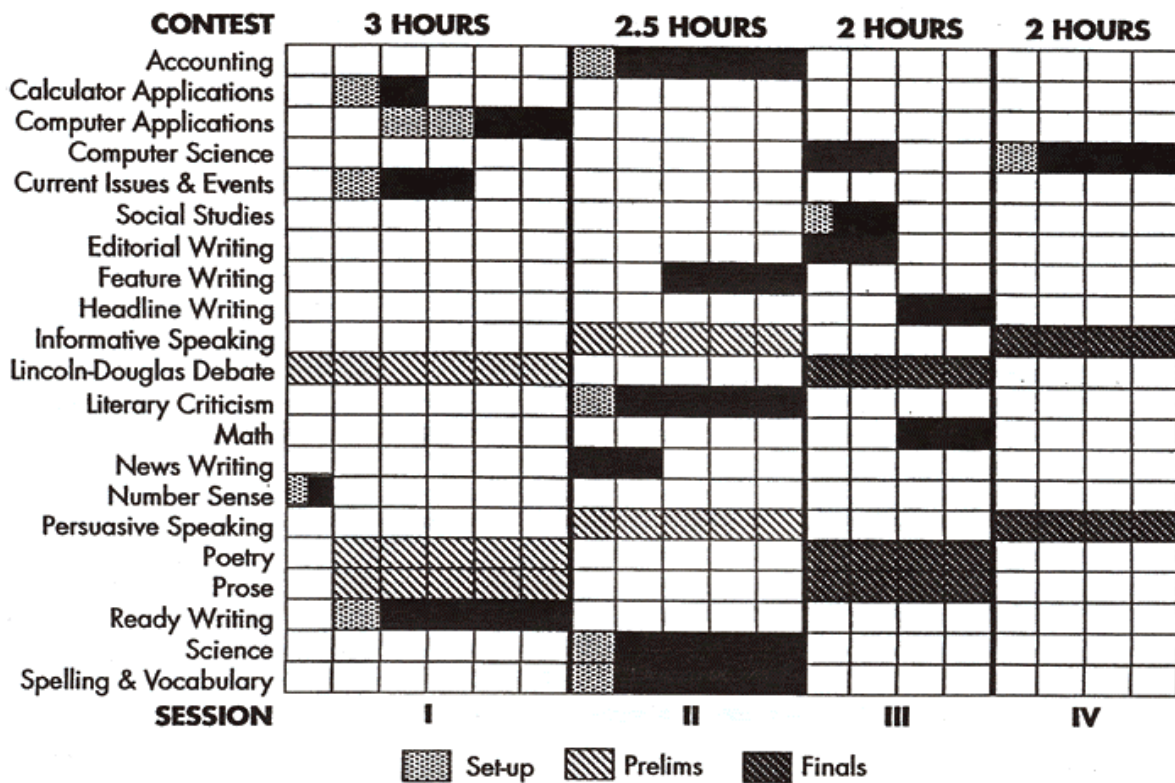 CONTEST 3 HOURS 2.5 HOURS 2 HOURS 2 HOURS
Accounting
Calculator Applications
Computer Applications
Computer Science
Current Issues & Events
Social Studies
Editorial Writing
Feature Writing
Headline Writing
Informative Speaking
Lincoln-Douglas Debate
Literary Criticism
Math
News Writing
Number Sense
Persuasive Speaking
Poetry
Prose
Ready Writing
Science
Spelling & Vocabulary
SESSION I II III IV
Set-up Prelims Finals